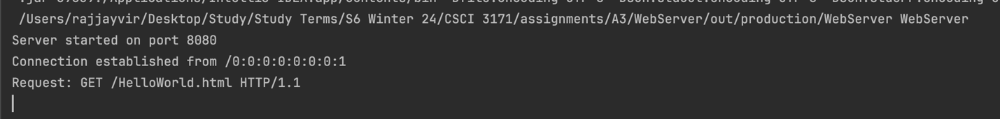 /Users/rajjayvir/Desktop/Study/Study Terms/S6 Winter 24/CSCI 3171/assignments/A3/WebServer/out/production/WebServer WebServer
Server started on port 8080
Connection established from /0:0:0:0:0:0:0:1
Request: GET /HelloWorld.html HTTP/1.1